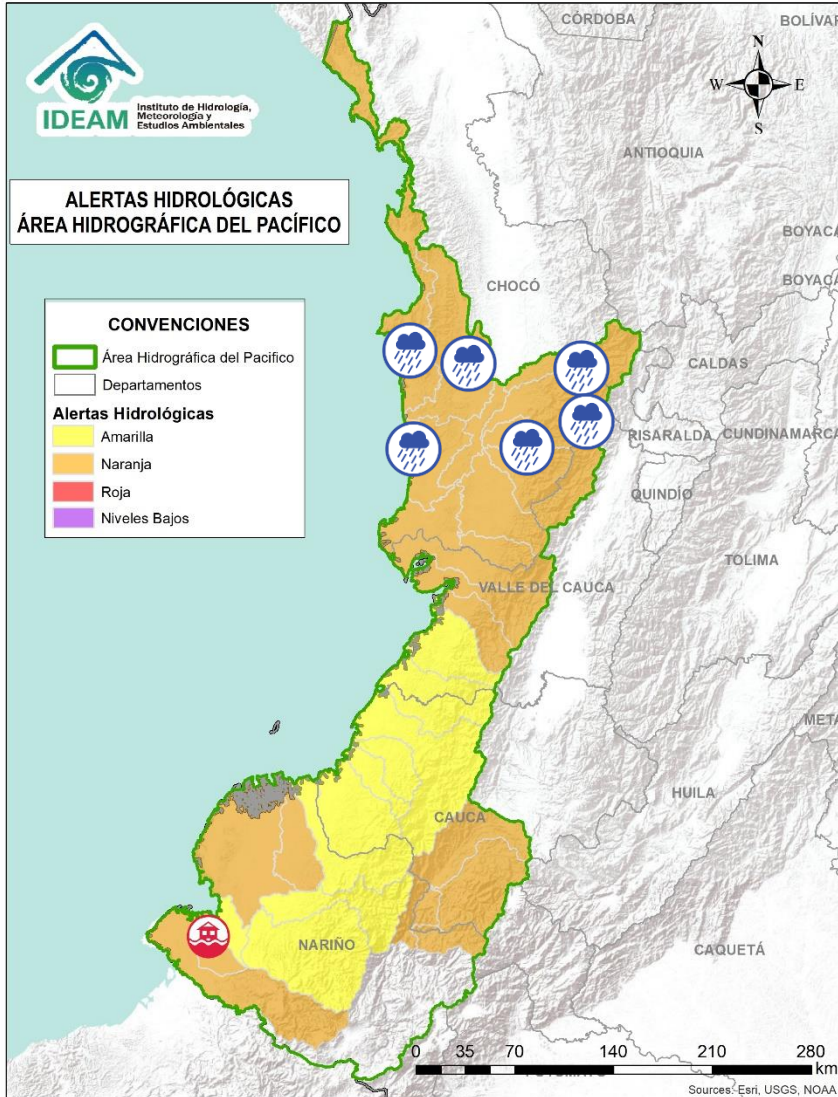 CÓRDOBA
BOLÍVAR
IDEAM
Instituto de Hidrología,
Meteorología y
Estudios Ambientales
N
W E
S
ANTIOQUIA
ALERTAS HIDROLÓGICAS
ÁREA HIDROGRÁFICA DEL PACÍFICO
BOYACÁ
BOYACÁ
CHOCÓ
CONVENCIONES
Área Hidrográfica del Pacifico
Departamentos
Alertas Hidrológicas
Amarilla
Naranja
Roja
Niveles Bajos
CALDAS
RISARALDA
CUNDINAMARCA
QUINDÍO
TOLIMA
VALLE DEL CAUCA
META
HUILA
CAUCA
NARIÑO
CAQUETÁ
0 35 70 140 210 280
km
Sources: Esri, USGS, NOAA